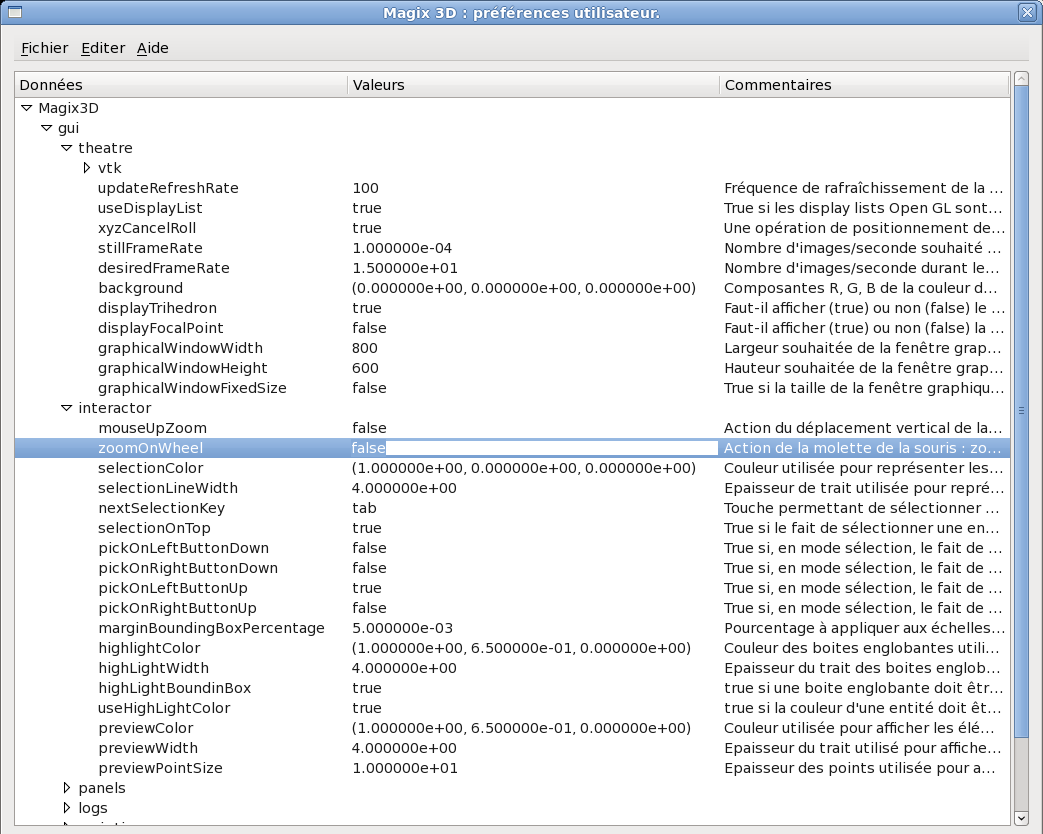 Magix 3D : préférences utilisateur.
Fichier Editer Aide
Données Valeurs Commentaires
Magix3D
gui
theatre
vtk
updateRefreshRate 100 Fréquence de rafraîchissement de la ...
useDisplayList true True si les display lists Open GL sont...
xyzCancelRoll true Une opération de positionnement de...
stillFrameRate 1.000000e-04 Nombre d'images/seconde souhaité ...
desiredFrameRate 1.500000e+01 Nombre d'images/seconde durant le...
background (0.000000e+00, 0.000000e+00, 0.000000e+00) Composantes R, G, B de la couleur d...
displayTrihedron true Faut-il afficher (true) ou non (false) le ...
displayFocalPoint false Faut-il afficher (true) ou non (false) la ...
graphicalWindowWidth 800 Largeur souhaitée de la fenêtre grap...
graphicalWindowHeight 600 Hauteur souhaitée de la fenêtre grap...
graphicalWindowFixedSize false True si la taille de la fenêtre graphiqu...
interactor
mouseUpZoom false Action du déplacement vertical de la...
zoomOnWheel false Action de la molette de la souris : zo...
selectionColor (1.000000e+00, 0.000000e+00, 0.000000e+00) Couleur utilisée pour représenter les...
selectionLineWidth 4.000000e+00 Epaisseur de trait utilisée pour repré...
nextSelectionKey tab Touche permettant de sélectionner ...
selectionOnTop true True si le fait de sélectionner une en...
pickOnLeftButtonDown false True si, en mode sélection, le fait de ...
pickOnRightButtonDown false True si, en mode sélection, le fait de ...
pickOnLeftButtonUp true True si, en mode sélection, le fait de ...
pickOnRightButtonUp false True si, en mode sélection, le fait de ...
marginBoundingBoxPercentage 5.000000e-03 Pourcentage à appliquer aux échelles...
highlightColor (1.000000e+00, 6.500000e-01, 0.000000e+00) Couleur des boites englobantes utili...
highLightWidth 4.000000e+00 Epaisseur du trait des boites englob...
highLightBoundinBox true true si une boite englobante doit êtr...
useHighLightColor true true si la couleur d'une entité doit êt...
previewColor (1.000000e+00, 6.500000e-01, 0.000000e+00) Couleur utilisée pour afficher les élé...
previewWidth 4.000000e+00 Epaisseur du trait utilisé pour affiche...
previewPointSize 1.000000e+01 Epaisseur des points utilisée pour a...
panels
logs